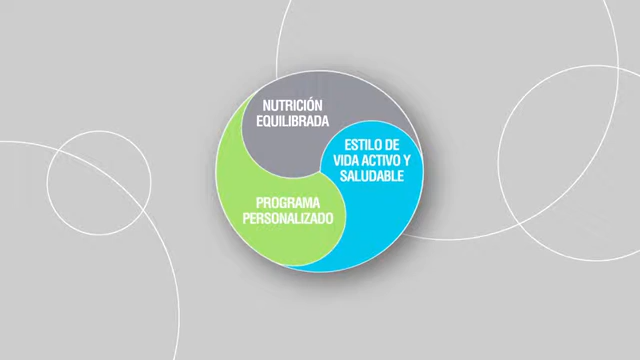 NUTRICIÓN
EQUILIBRADA
ESTILO DE
VIDA ACTIVO Y
SALUDABLE
PROGRAMA
PERSONALIZADO